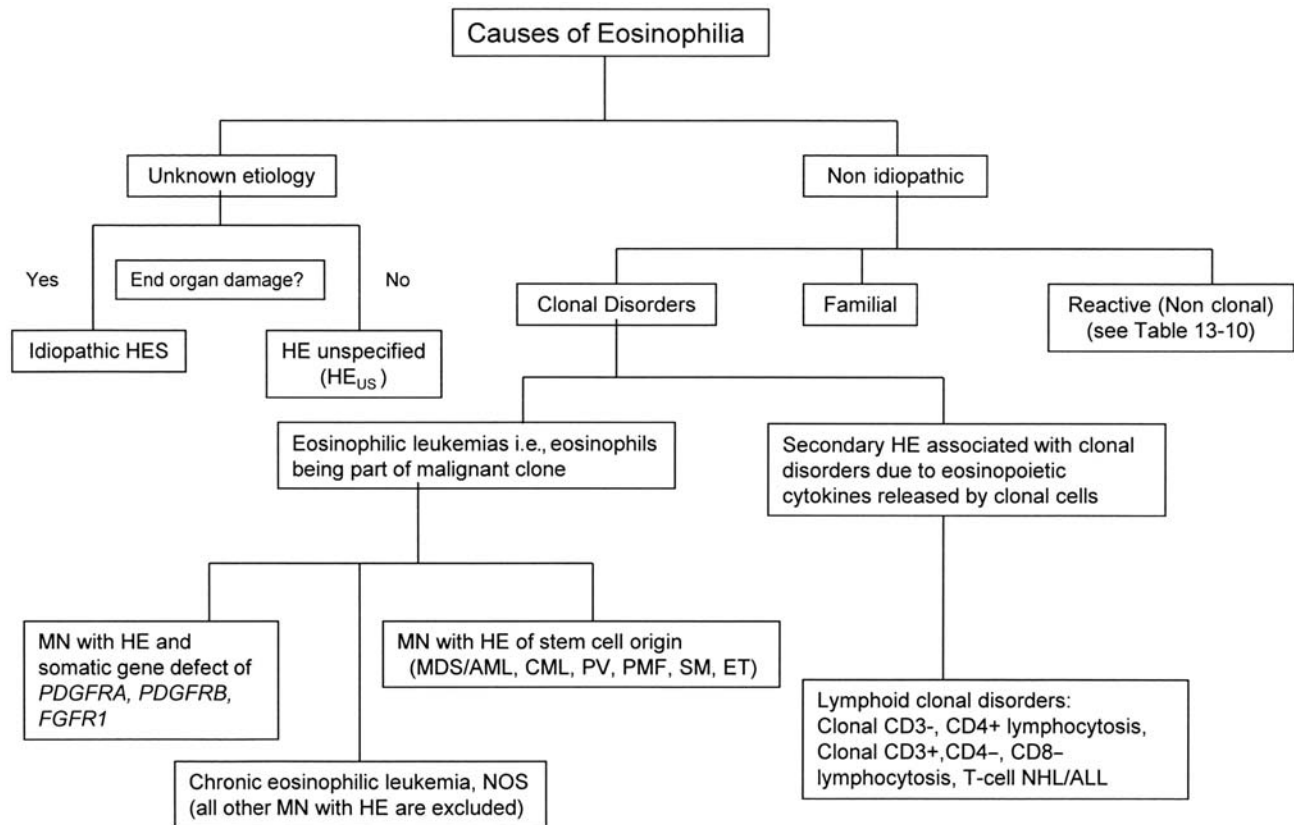 Causes of Eosinophilia
Unknown etiology
Non idiopathic
Yes
End organ damage?
No
Clonal Disorders
Familial
Reactive (Non clonal)
(see Table 13-10)
Idiopathic HES
HE unspecified
(HE_US)
Eosinophilic leukemias i.e., eosinophils
being part of malignant clone
Secondary HE associated with clonal
disorders due to eosinopoietic
cytokines released by clonal cells
MN with HE and
somatic gene defect of
PDGFRA, PDGFRB,
FGFR1
MN with HE of stem cell origin
(MDS/AML, CML, PV, PMF, SM, ET)
Chronic eosinophilic leukemia, NOS
(all other MN with HE are excluded)
Lymphoid clonal disorders:
Clonal CD3-, CD4+ lymphocytosis,
Clonal CD3+,CD4–, CD8–
lymphocytosis, T-cell NHL/ALL